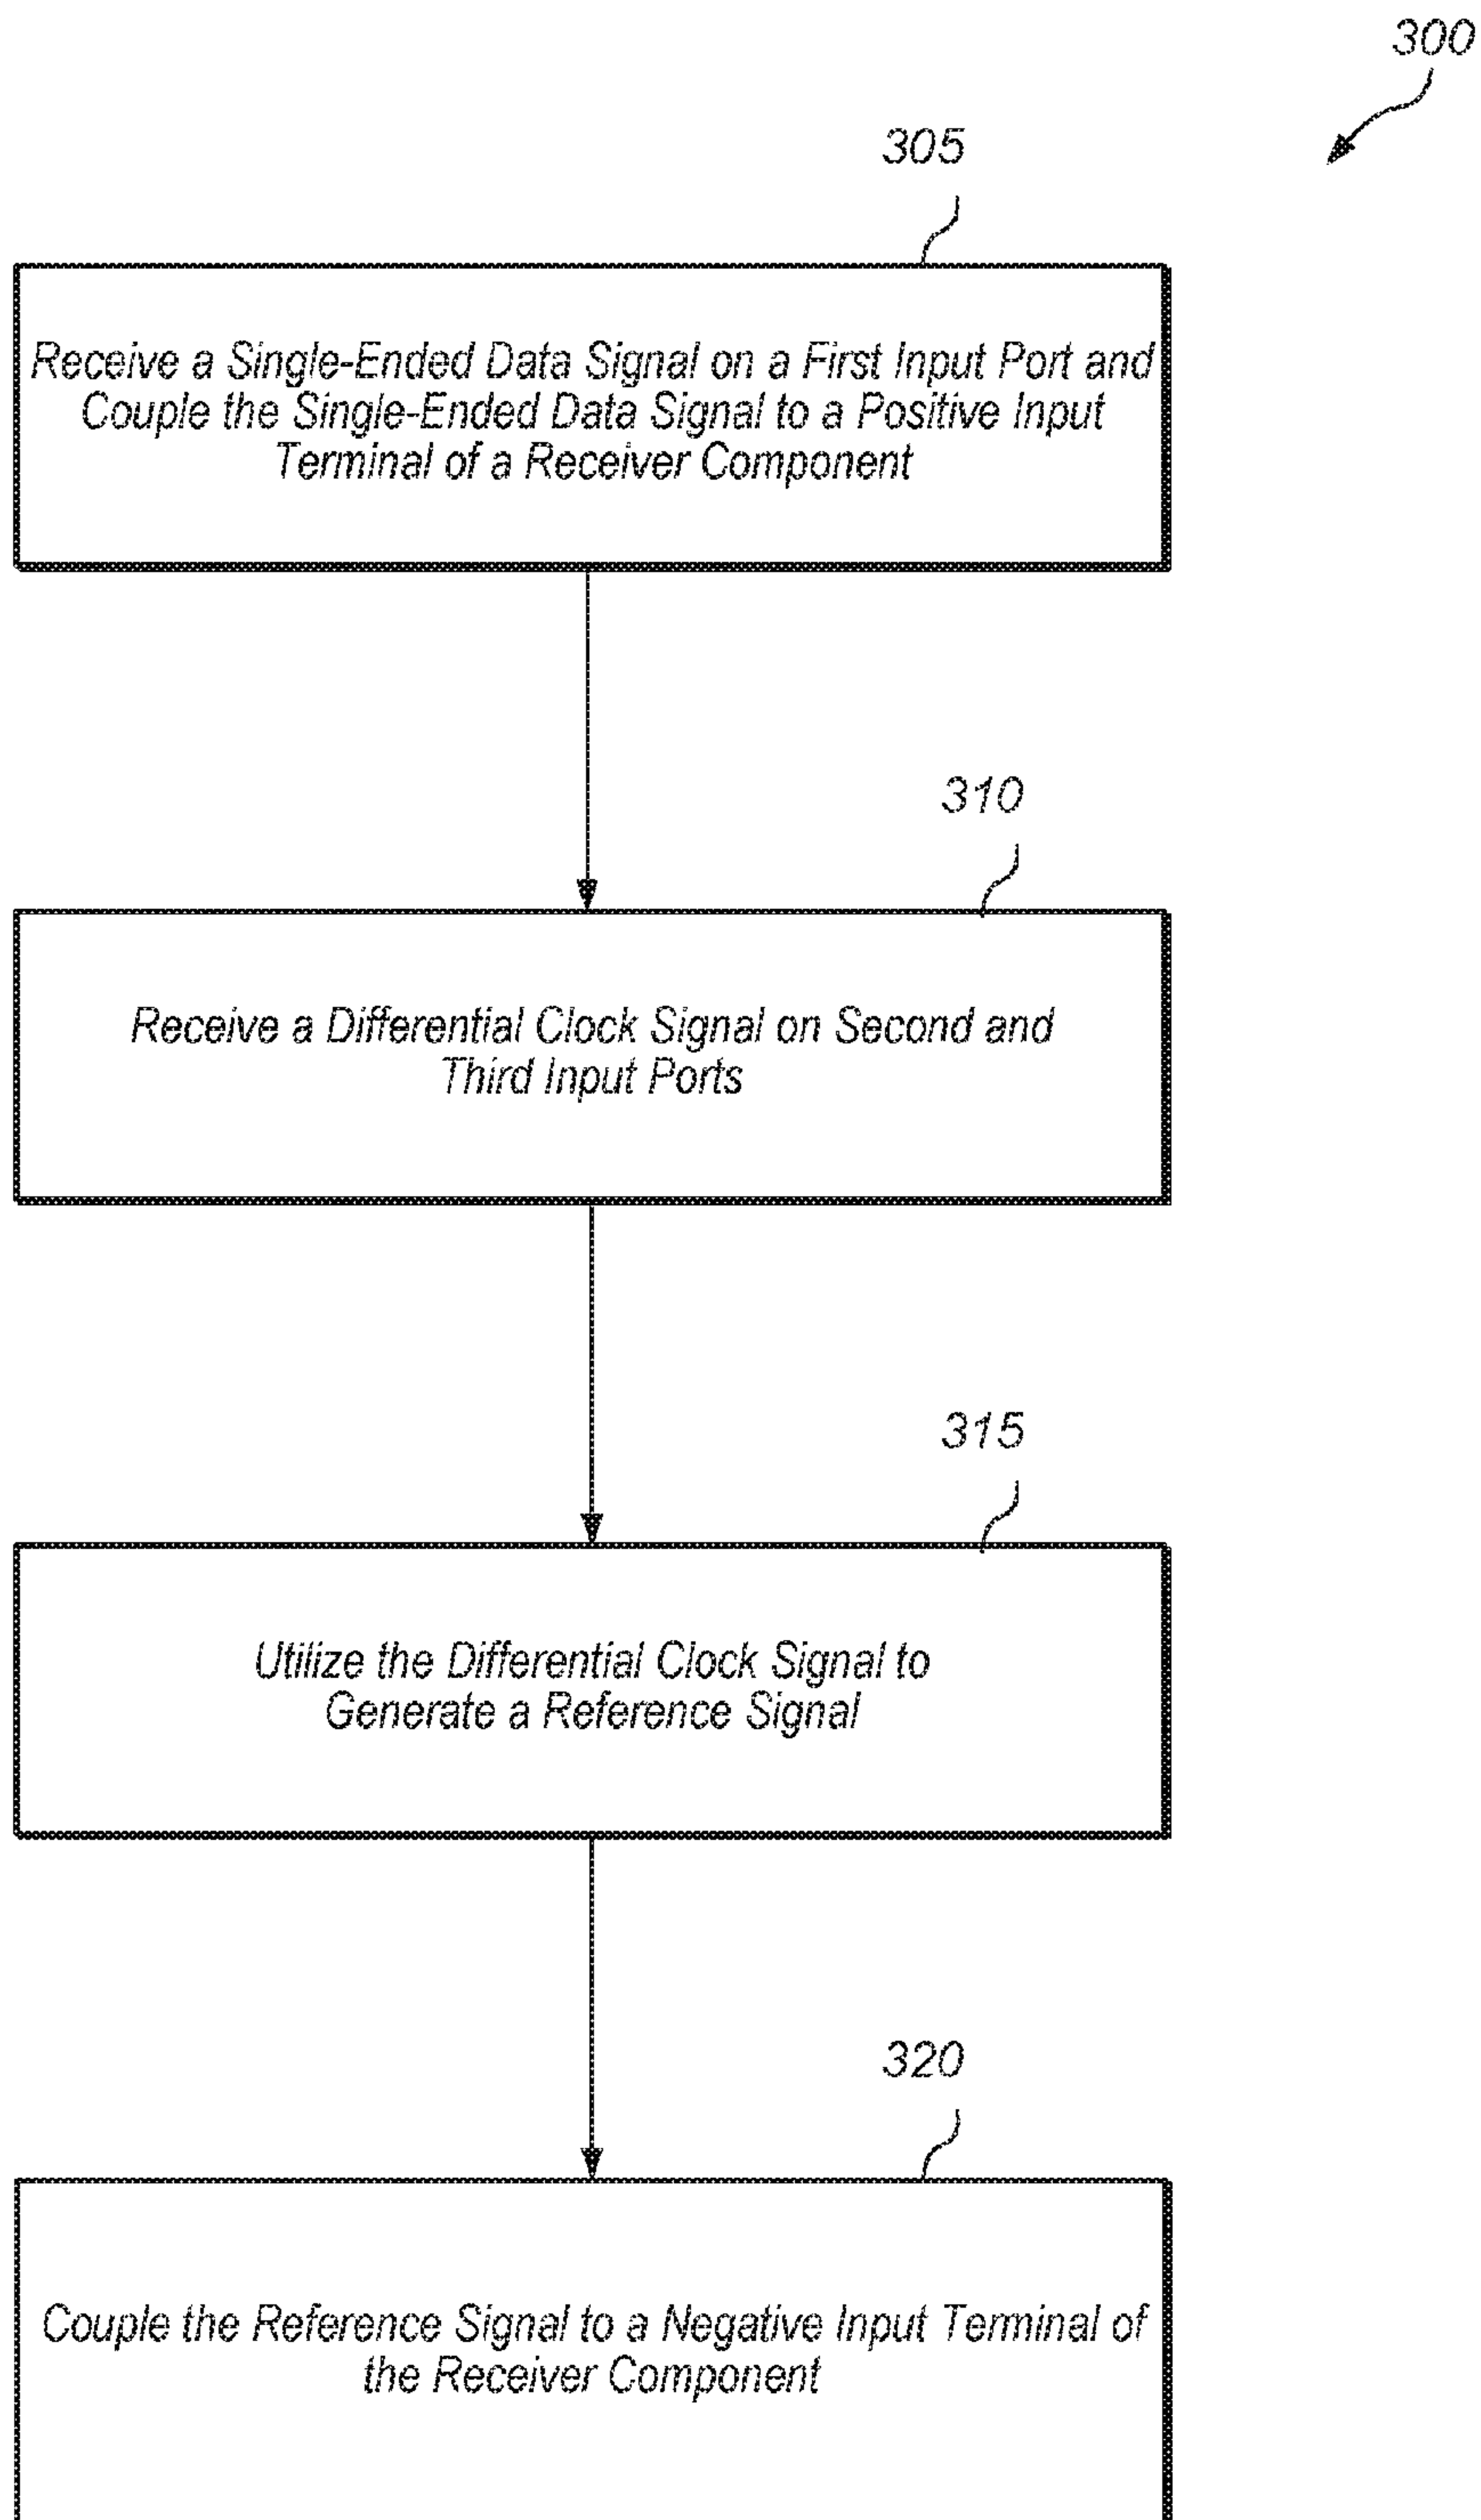 300
305
Receive a Single-Ended Data Signal on a First Input Port and
Couple the Single-Ended Data Signal to a Positive Input
Terminal of a Receiver Component
310
Receive a Differential Clock Signal on Second and
Third Input Ports
315
Utilize the Differential Clock Signal to
Generate a Reference Signal
320
Couple the Reference Signal to a Negative Input Terminal of
the Receiver Component